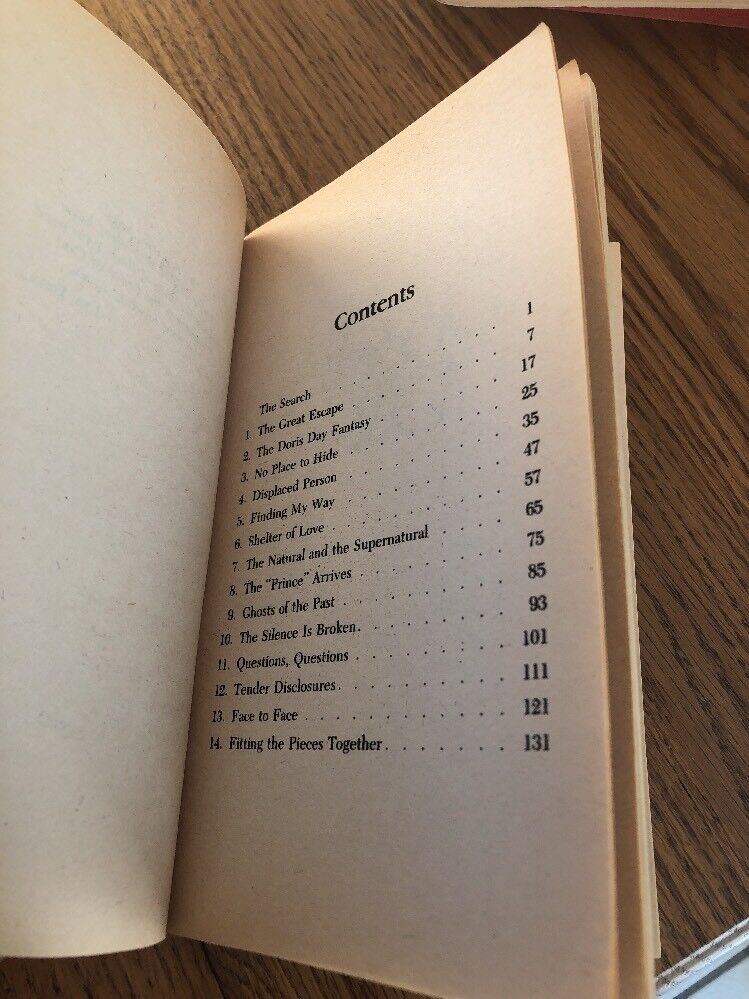 Contents
The Search . . . . . . . . . . 1
1. The Great Escape . . . . . . . . 7
2. The Doris Day Fantasy . . . . . . . 17
3. No Place to Hide . . . . . . . . 25
4. Displaced Person . . . . . . . . 35
5. Finding My Way . . . . . . . . 47
6. Shelter of Love . . . . . . . . 57
7. The Natural and the Supernatural . . . . 65
8. The "Prince" Arrives . . . . . . . 75
9. Ghosts of the Past . . . . . . . . 85
10. The Silence Is Broken . . . . . . . 93
11. Questions, Questions . . . . . . . 101
12. Tender Disclosures . . . . . . . . 111
13. Face to Face . . . . . . . . . 121
14. Fitting the Pieces Together . . . . . . 131